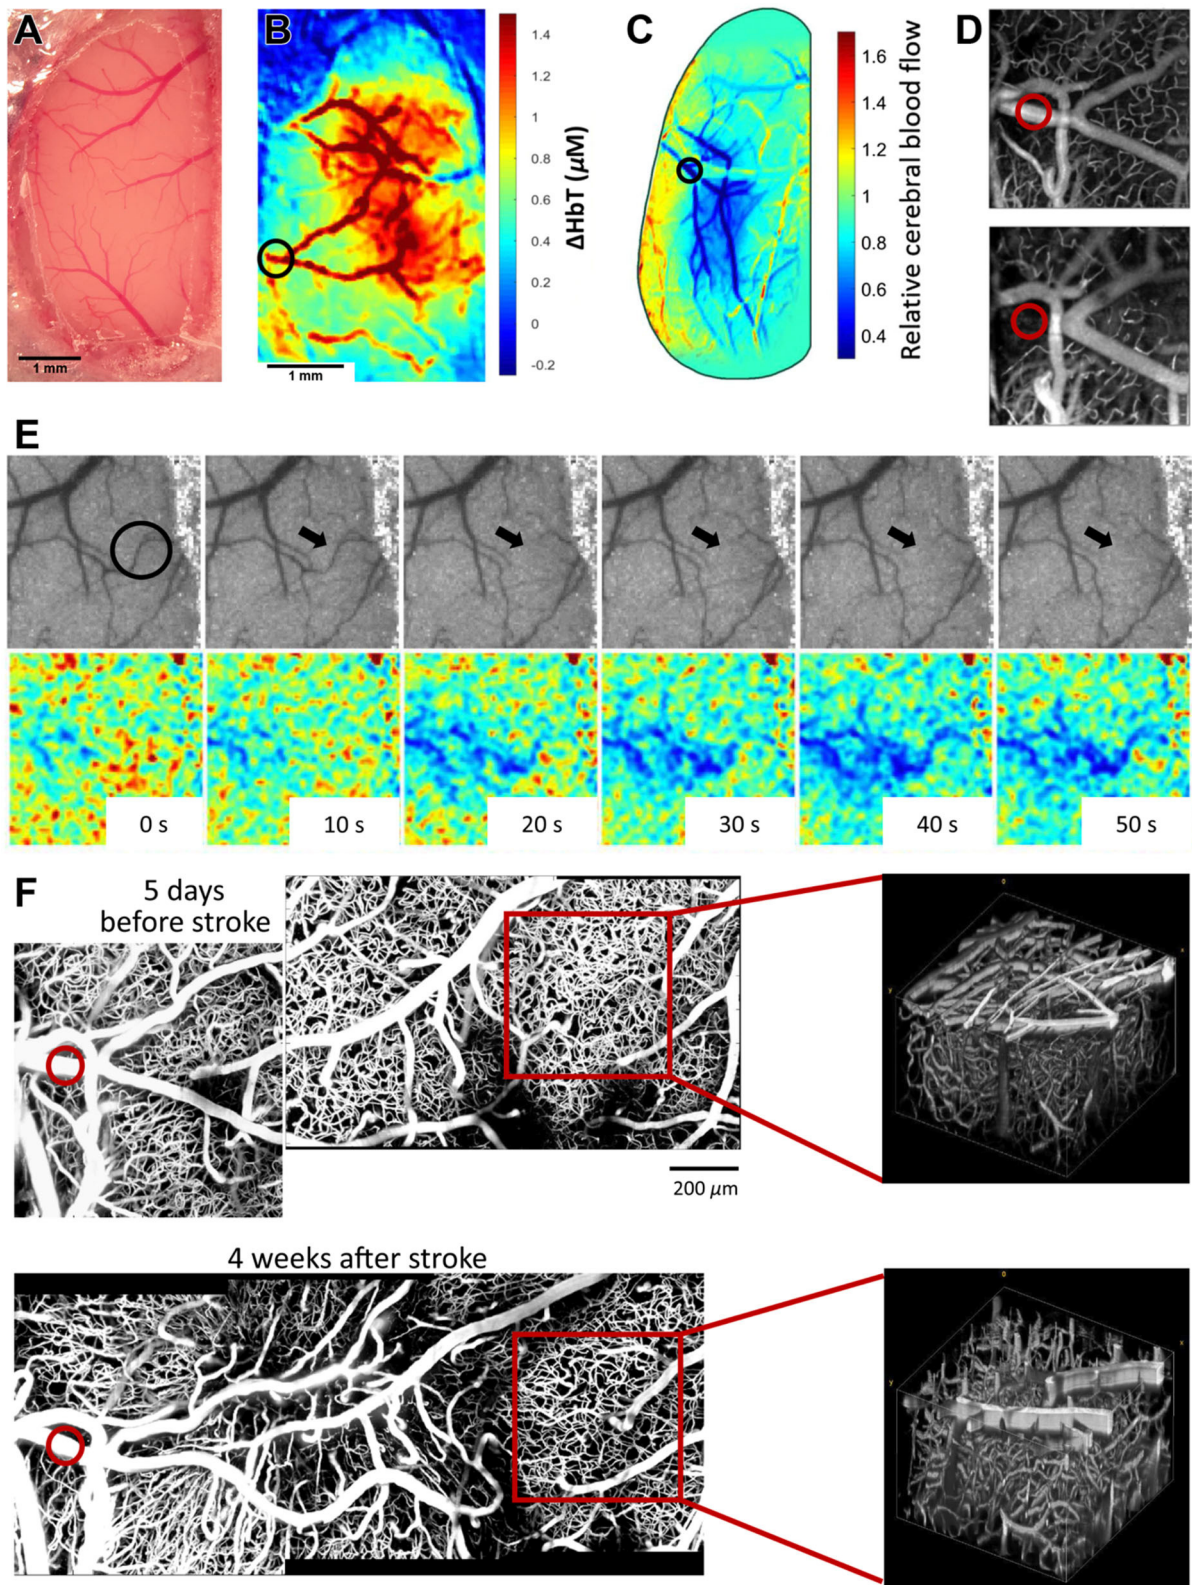 A
1 mm
B
1 mm
1.4
1.2
1
0.8
0.6
0.4
0.2
0
-0.2
ΔHbT (μM)
C
1.6
1.4
1.2
1
0.8
0.6
0.4
Relative cerebral blood flow
D
E
0 s
10 s
20 s
30 s
40 s
50 s
F
5 days
before stroke
200 μm
0
x
y
4 weeks after stroke
0
x
y